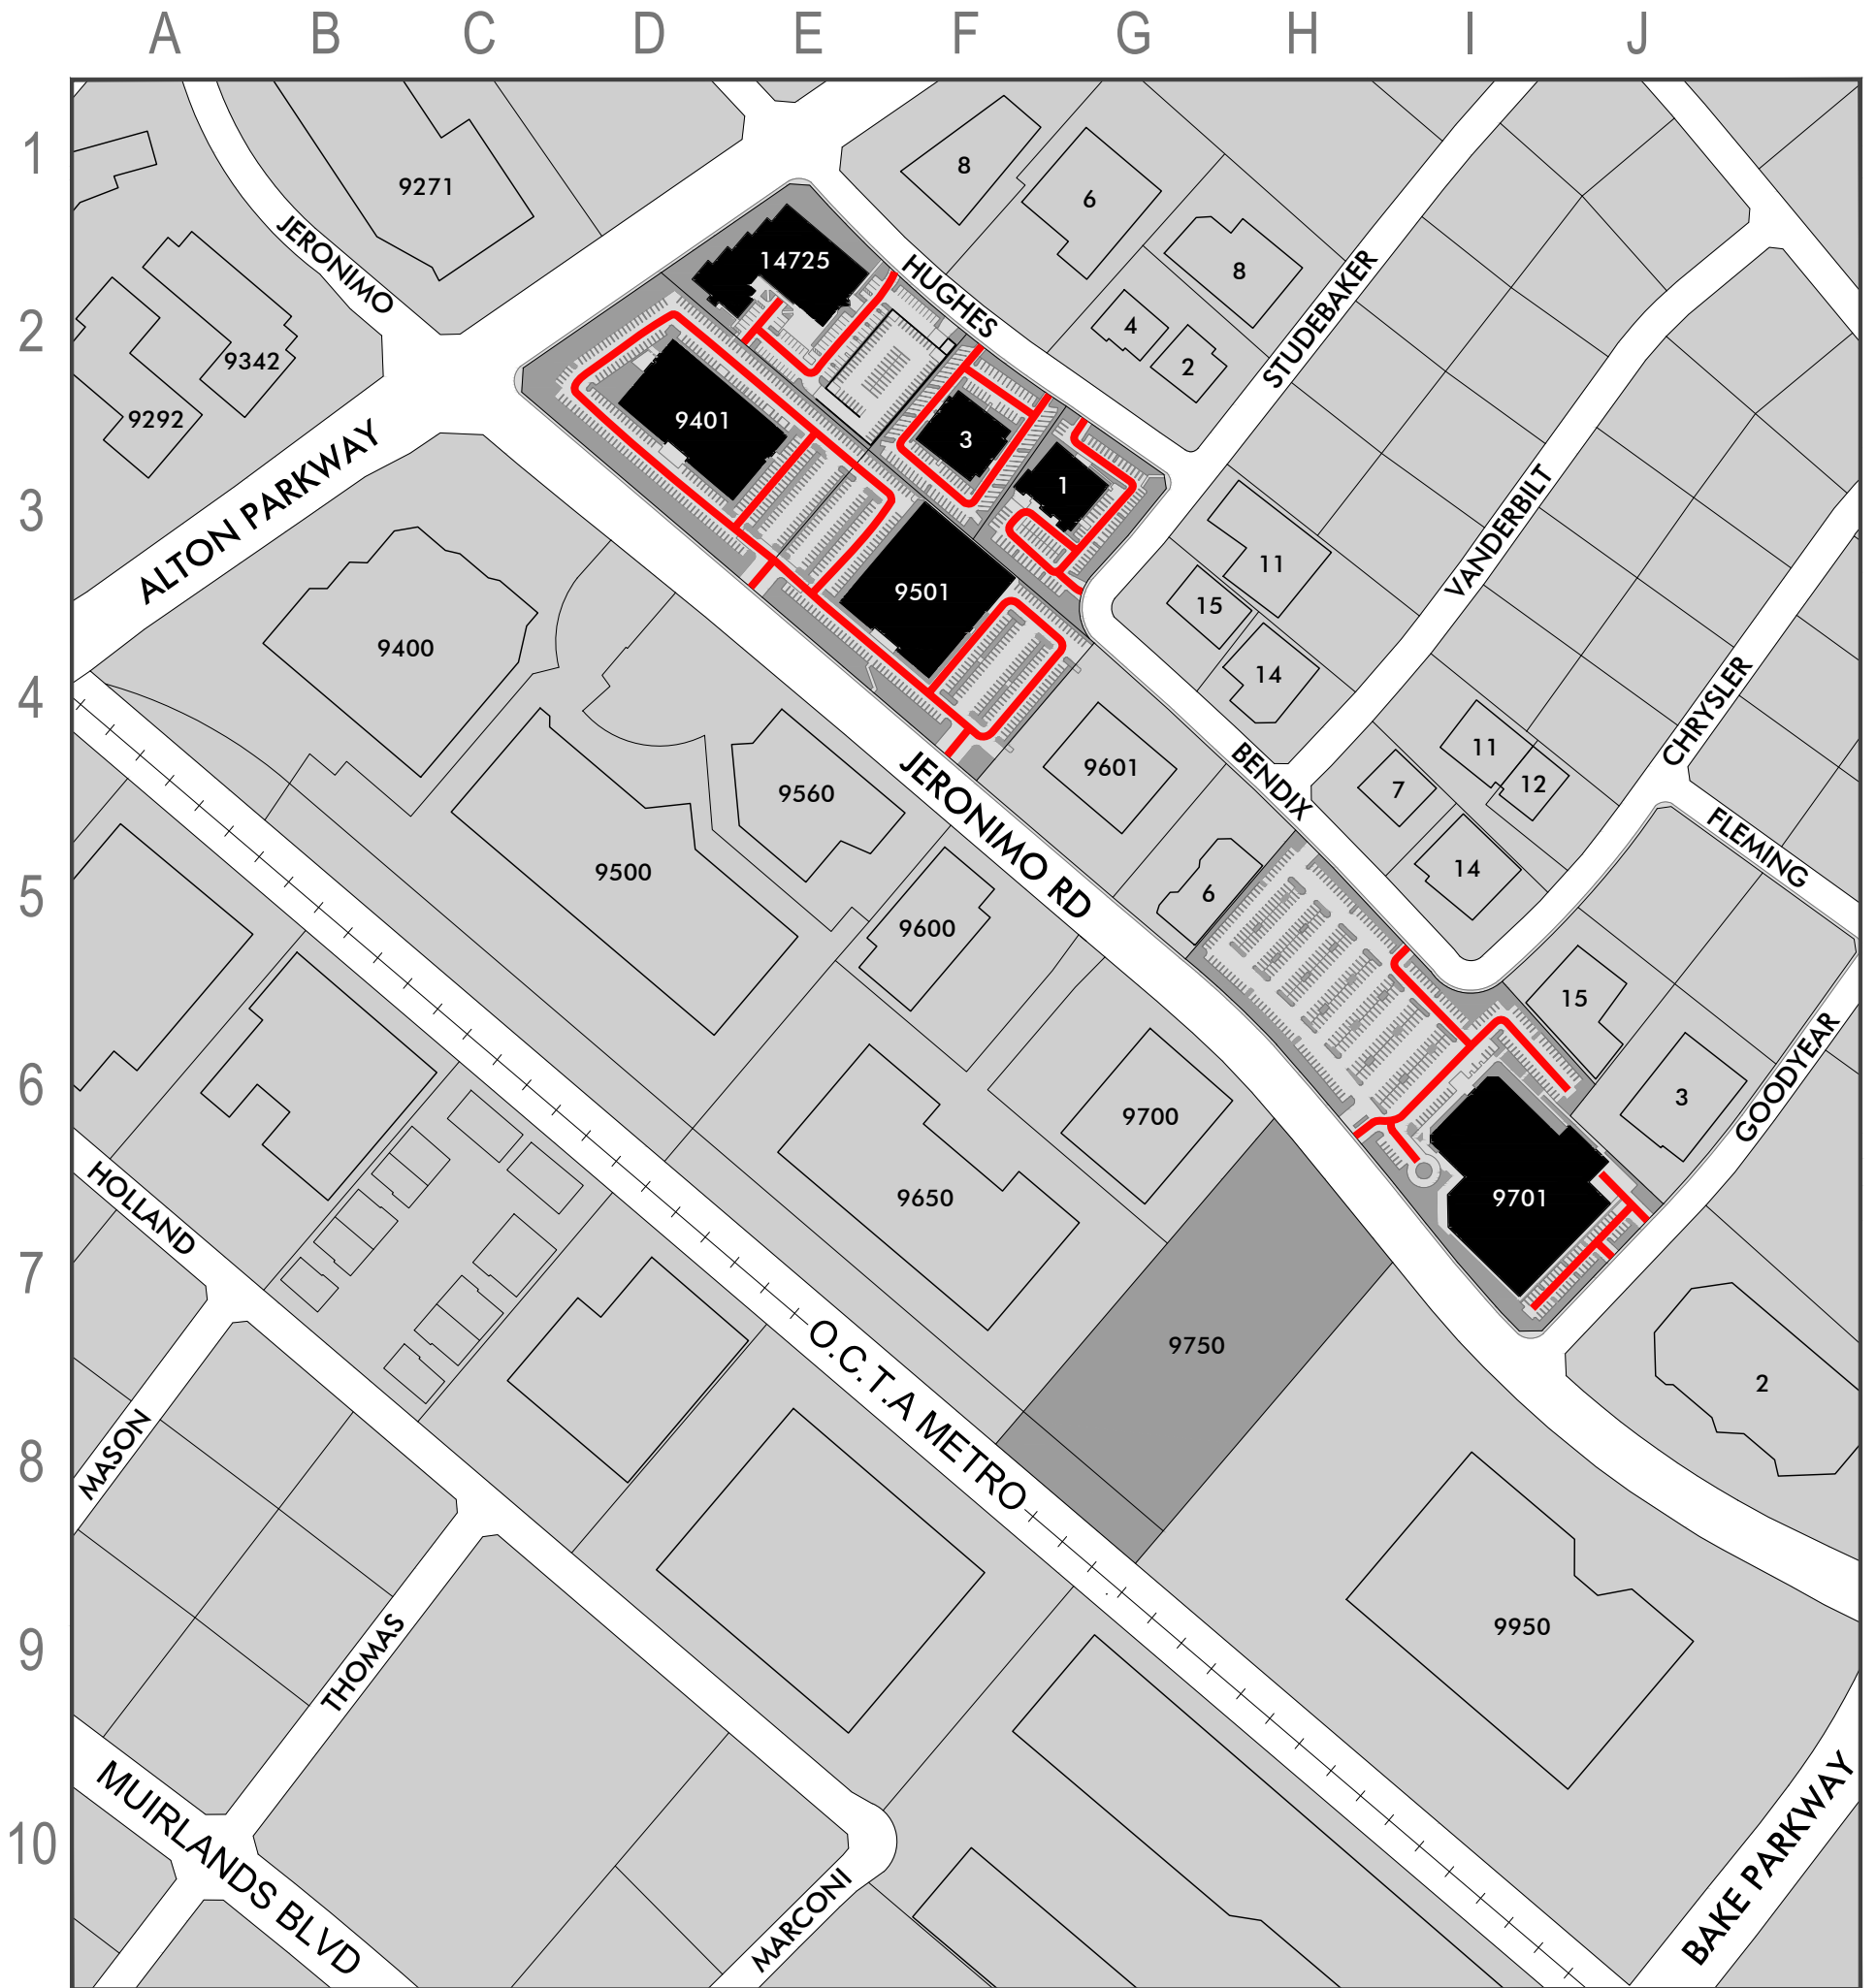 A B C D E F G H I J
1
2
3
4
5
6
7
8
9
10
9271
8
6
JERONIMO
14725
HUGHES
8
STUDEBAKER
4
2
9342
9292
9401
3
1
ALTON PARKWAY
VANDERBILT
11
15
9501
9400
14
CHRYSLER
JERONIMO RD
BENDIX
9601
11
12
7
9560
FLEMING
9500
14
6
9600
15
GOODYEAR
3
9700
HOLLAND
9650
9701
9750
O.C.T.A METRO
2
MASON
9950
THOMAS
MUIRLANDS BLVD
MARCONI
BAKE PARKWAY